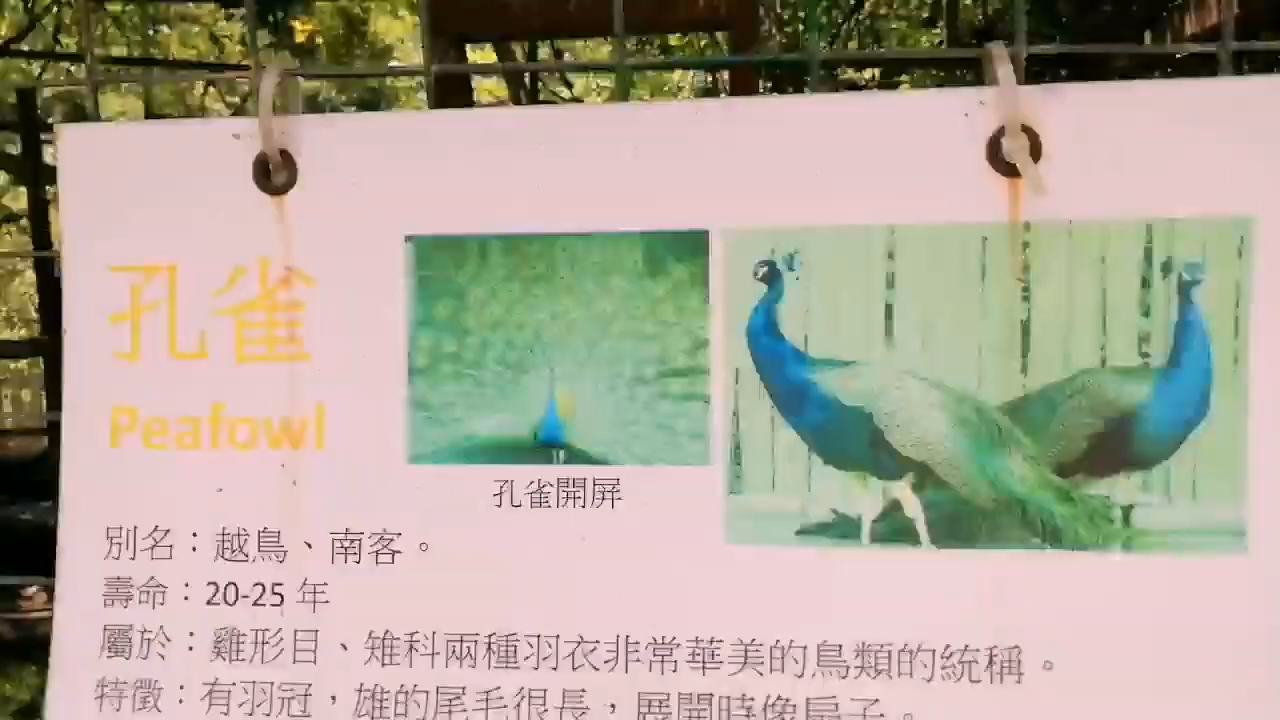 孔雀
Peafowl
孔雀開屏
別名：越鳥、南客。
壽命：20-25 年
屬於：雞形目、雉科兩種羽衣非常華美的鳥類的統稱。
特徵：有羽冠，雄的尾毛很長，展開時像扇子。